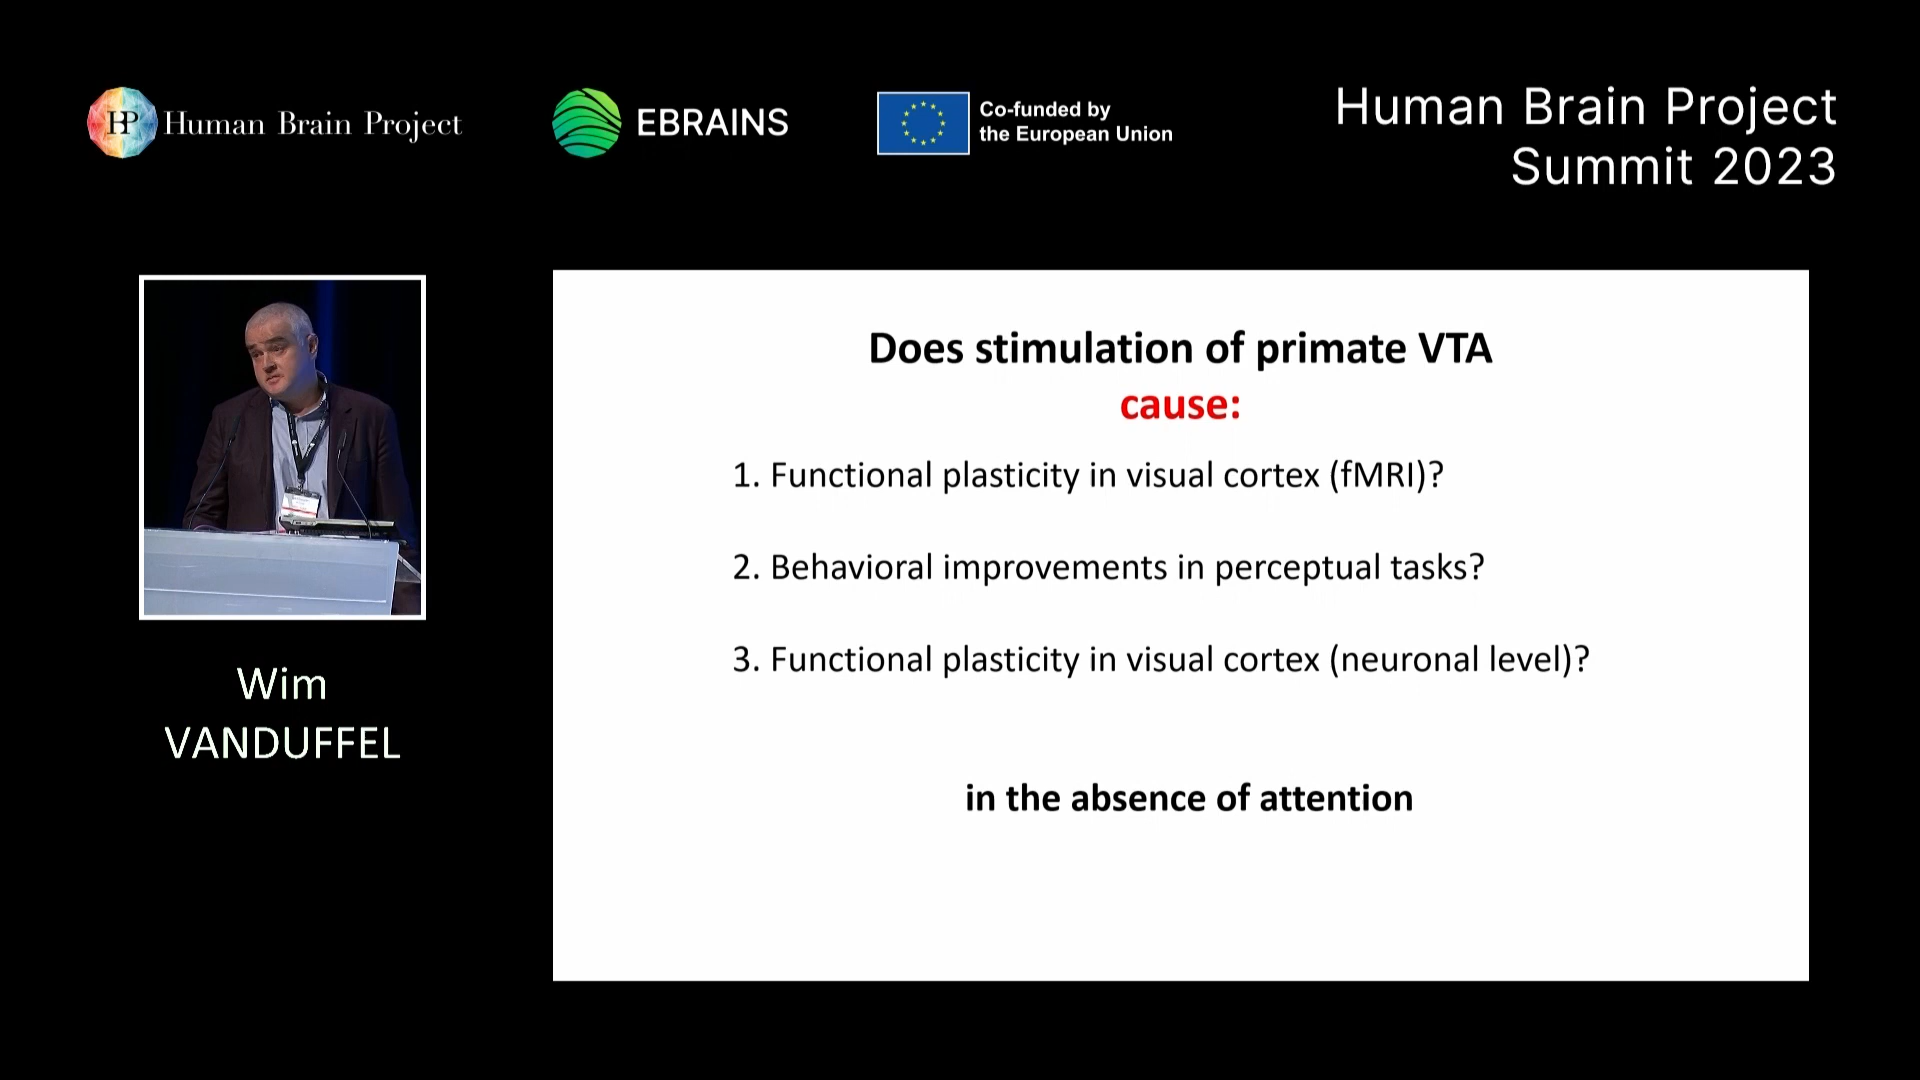 HP Human Brain Project
EBRAINS
Co-funded by
the European Union
Human Brain Project
Summit 2023
Wim
VANDUFFEL
Does stimulation of primate VTA
cause:
1. Functional plasticity in visual cortex (fMRI)?
2. Behavioral improvements in perceptual tasks?
3. Functional plasticity in visual cortex (neuronal level)?
in the absence of attention